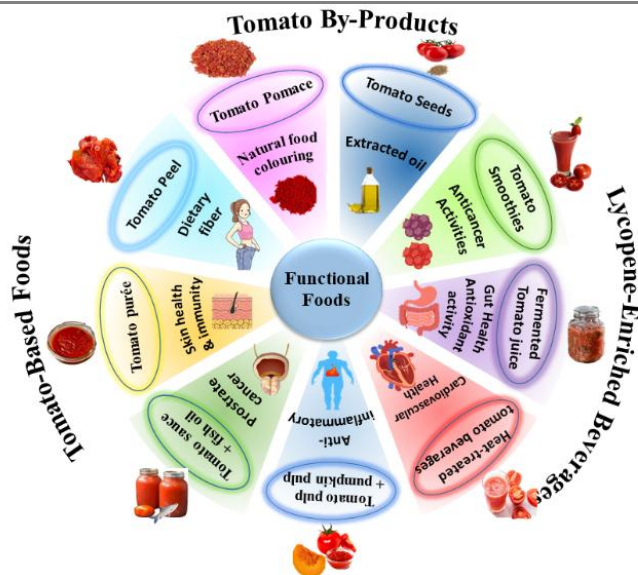 Tomato By-Products
Tomato Pomace
Natural food
colouring
Tomato Seeds
Extracted oil
Tomato
Smoothies
Anticancer
Activities
Lycopene-Enriched Beverages
Fermented
Tomato juice
Gut Health
Antioxidant
activity
Heat-treated
tomato beverages
Cardiovascular
Health
Tomato pulp
+ pumpkin pulp
Anti-
inflammatory
Tomato sauce
+ fish oil
Prostrate
cancer
Tomato-Based Foods
Tomato purée
Skin health
& immunity
Tomato Peel
Dietary
fiber
Functional
Foods